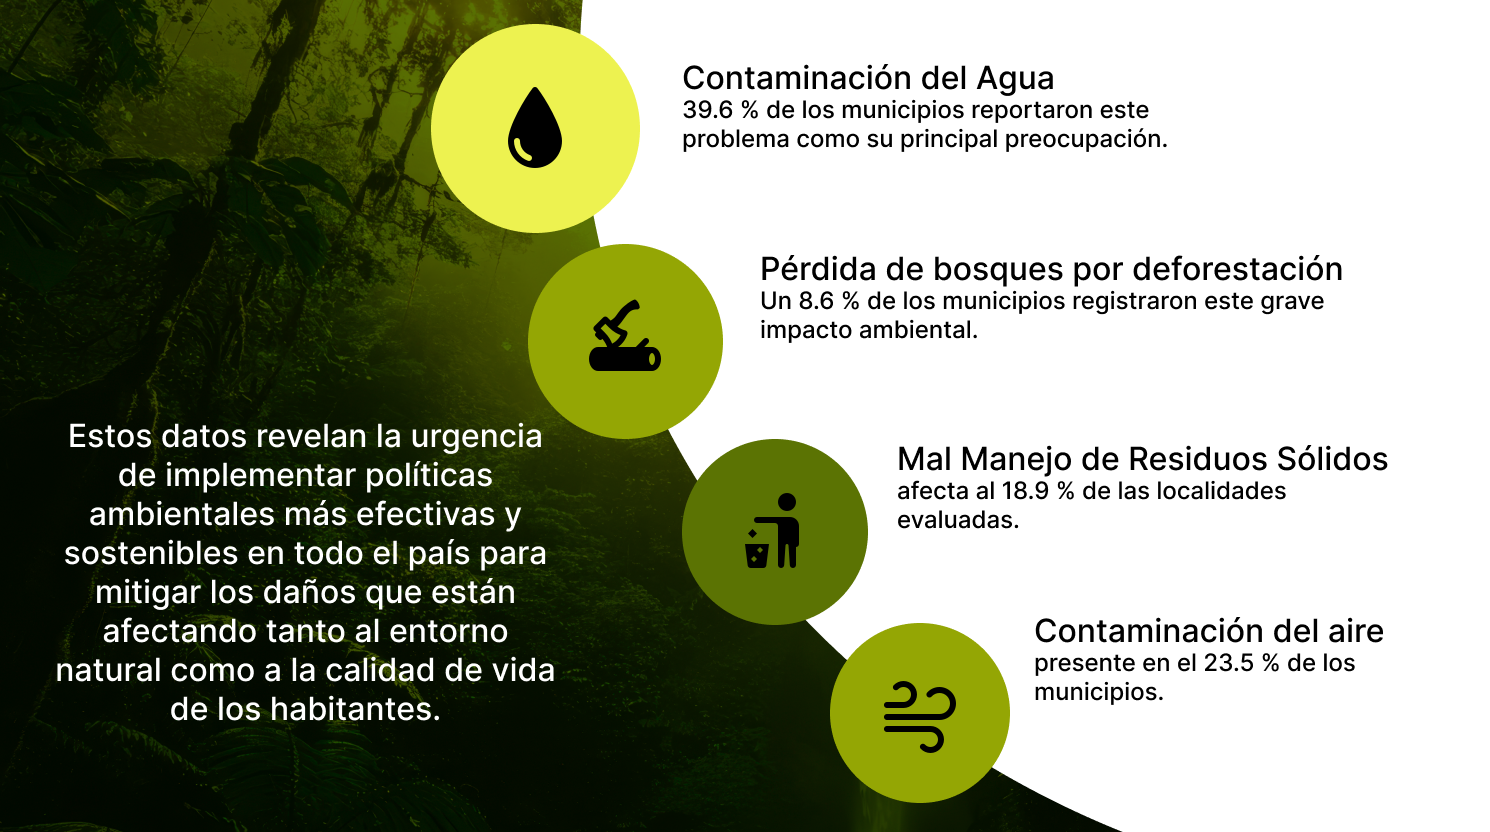 Contaminación del Agua
39.6 % de los municipios reportaron este
problema como su principal preocupación.
Pérdida de bosques por deforestación
Un 8.6 % de los municipios registraron este grave
impacto ambiental.
Mal Manejo de Residuos Sólidos
afecta al 18.9 % de las localidades
evaluadas.
Contaminación del aire
presente en el 23.5 % de los
municipios.
Estos datos revelan la urgencia
de implementar políticas
ambientales más efectivas y
sostenibles en todo el país para
mitigar los daños que están
afectando tanto al entorno
natural como a la calidad de vida
de los habitantes.